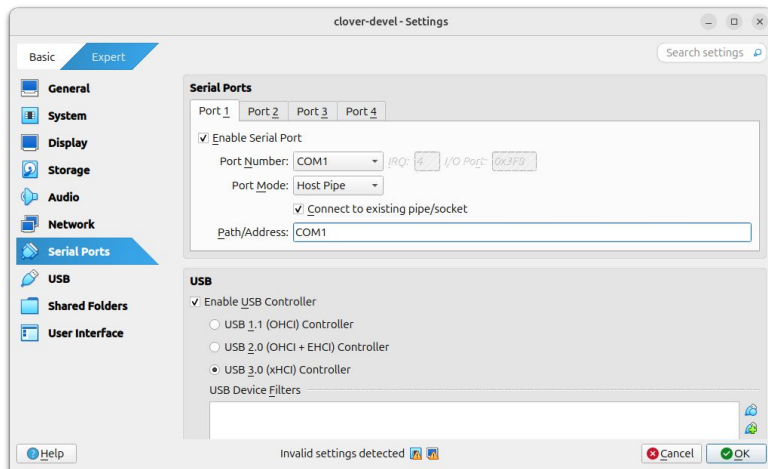 clover-devel - Settings
Basic
Expert
Search settings
General
System
Display
Storage
Audio
Network
Serial Ports
USB
Shared Folders
User Interface
Serial Ports
Port 1 Port 2 Port 3 Port 4
Enable Serial Port
Port Number: COM1 IRQ: 4 I/O Port: 0x3F8
Port Mode: Host Pipe
Connect to existing pipe/socket
Path/Address: COM1
USB
Enable USB Controller
USB 1.1 (OHCI) Controller
USB 2.0 (OHCI + EHCI) Controller
USB 3.0 (xHCI) Controller
USB Device Filters
Help
Invalid settings detected
Cancel
OK